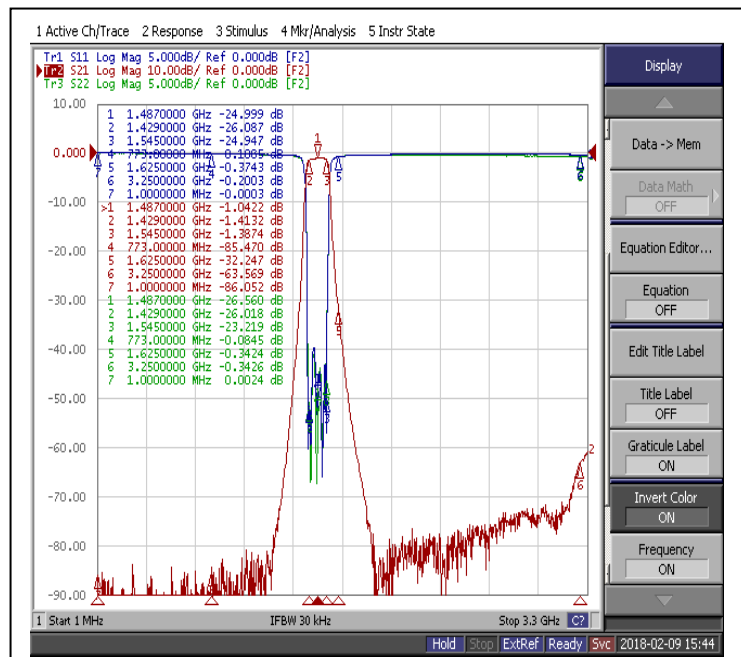 1 Active Ch/Trace 2 Response 3 Stimulus 4 Mkr/Analysis 5 Instr State
Tr1 S11 Log Mag 5.000dB/ Ref 0.000dB [F2]
Tr2 S21 Log Mag 10.00dB/ Ref 0.000dB [F2]
Tr3 S22 Log Mag 5.000dB/ Ref 0.000dB [F2]
10.00
0.000
-10.00
-20.00
-30.00
-40.00
-50.00
-60.00
-70.00
-80.00
-90.00
1 1.4870000 GHz -24.999 dB
2 1.4290000 GHz -26.087 dB
3 1.5450000 GHz -24.947 dB
4 773.00000 MHz -0.1085 dB
5 1.6250000 GHz -0.3743 dB
6 3.2500000 GHz -0.2003 dB
7 1.0000000 MHz -0.0003 dB
>1 1.4870000 GHz -1.0422 dB
2 1.4290000 GHz -1.4132 dB
3 1.5450000 GHz -1.3874 dB
4 773.00000 MHz -85.470 dB
5 1.6250000 GHz -32.247 dB
6 3.2500000 GHz -63.569 dB
7 1.0000000 MHz -86.052 dB
1 1.4870000 GHz -26.560 dB
2 1.4290000 GHz -26.018 dB
3 1.5450000 GHz -23.219 dB
4 773.00000 MHz -0.0845 dB
5 1.6250000 GHz -0.3424 dB
6 3.2500000 GHz -0.3426 dB
7 1.0000000 MHz 0.0024 dB
1
2
3
5
6
5
2
6
1 Start 1 MHz IFBW 30 kHz Stop 3.3 GHz C?
Display
Data -> Mem
Data Math
OFF
Equation Editor...
Equation
OFF
Edit Title Label
Title Label
OFF
Graticule Label
ON
Invert Color
ON
Frequency
ON
Hold Stop ExtRef Ready Svc 2018-02-09 15:44